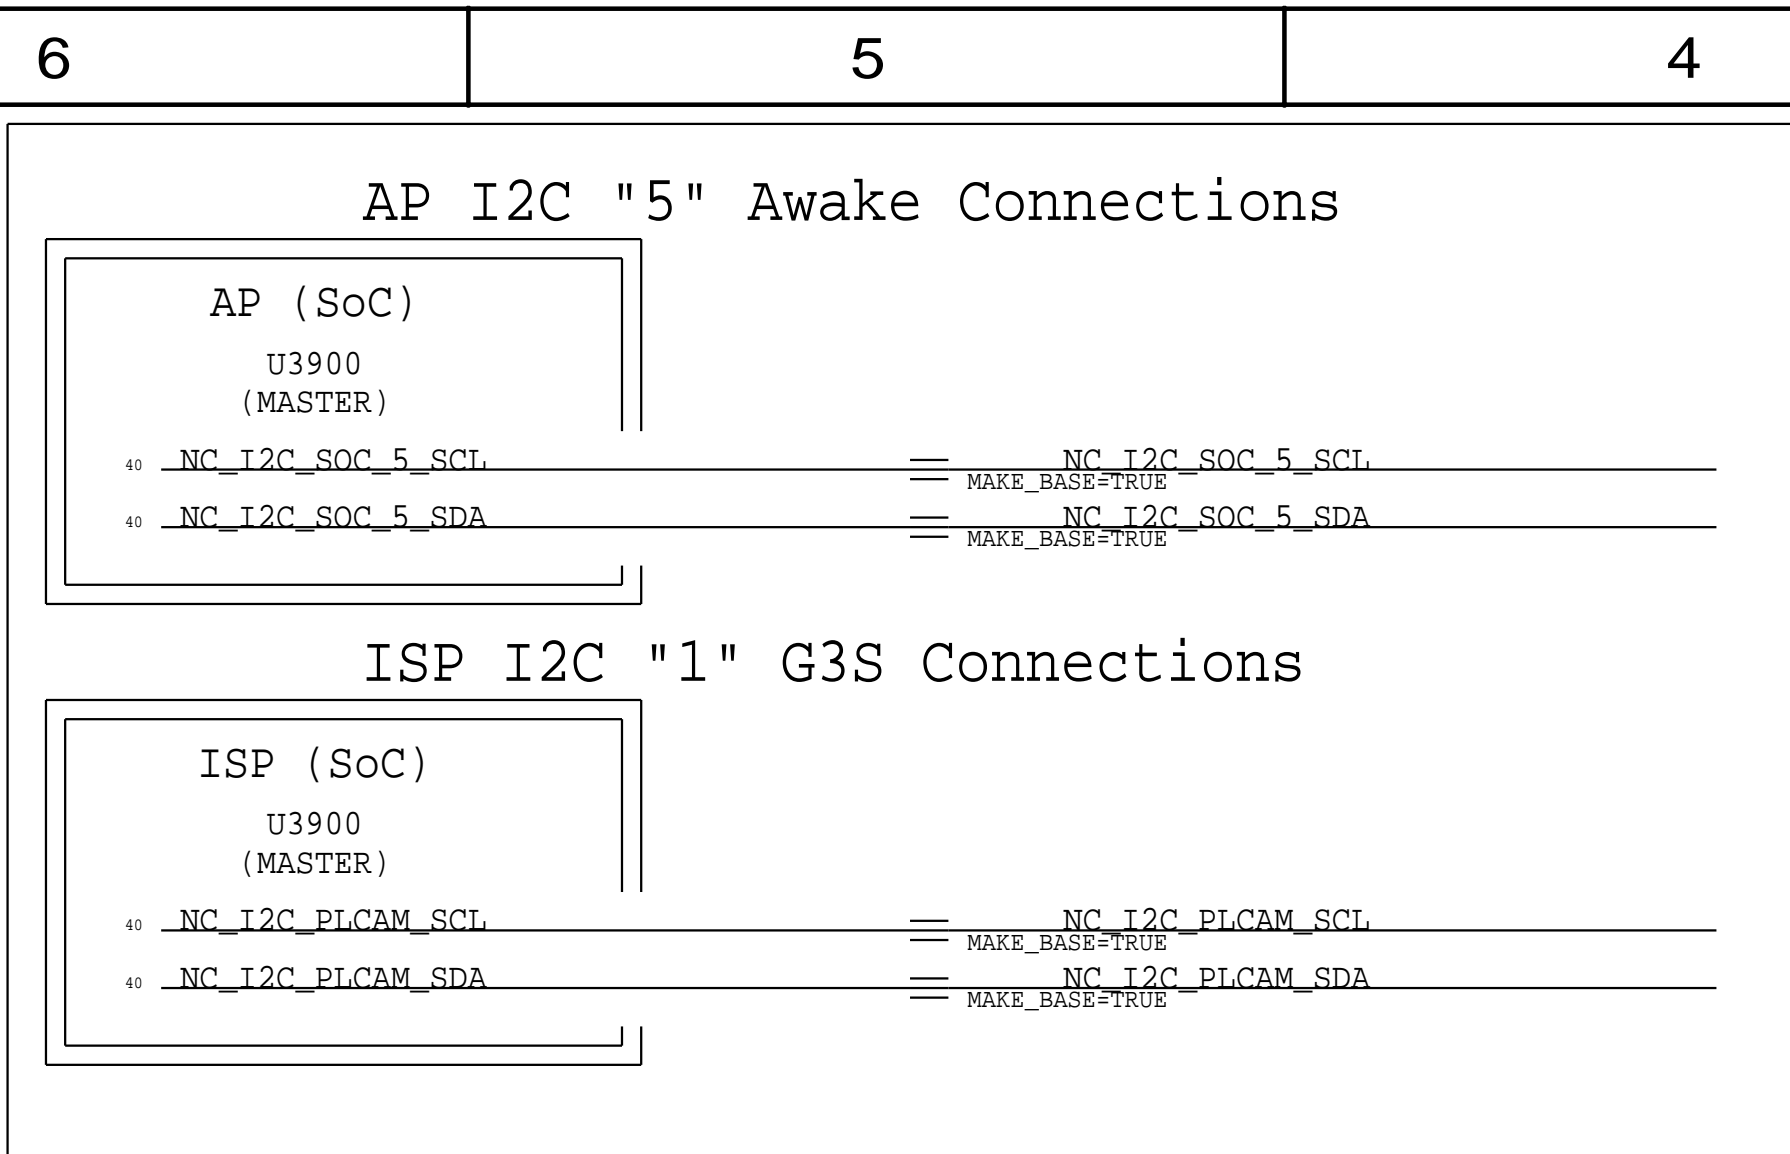 6 5 4
AP I2C "5" Awake Connections
AP (SoC)
U3900
(MASTER)
40 NC_I2C_SOC_5_SCL NC_I2C_SOC_5_SCL
MAKE_BASE=TRUE
40 NC_I2C_SOC_5_SDA NC_I2C_SOC_5_SDA
MAKE_BASE=TRUE
ISP I2C "1" G3S Connections
ISP (SoC)
U3900
(MASTER)
40 NC_I2C_PLCAM_SCL NC_I2C_PLCAM_SCL
MAKE_BASE=TRUE
40 NC_I2C_PLCAM_SDA NC_I2C_PLCAM_SDA
MAKE_BASE=TRUE